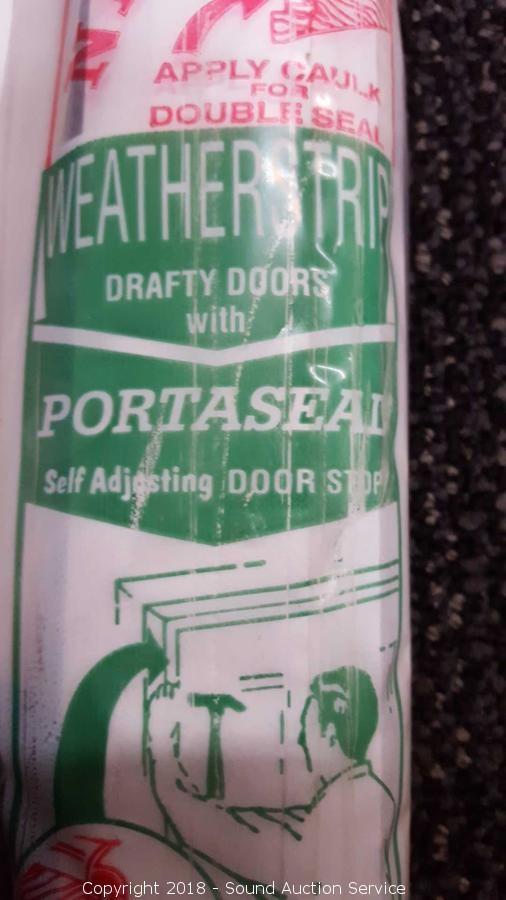 APPLY CAULK
FOR
DOUBLE SEAL
WEATHERSTRIP
DRAFTY DOORS
with
PORTASEAL
Self Adjusting DOOR STOP
Copyright 2018 - Sound Auction Service